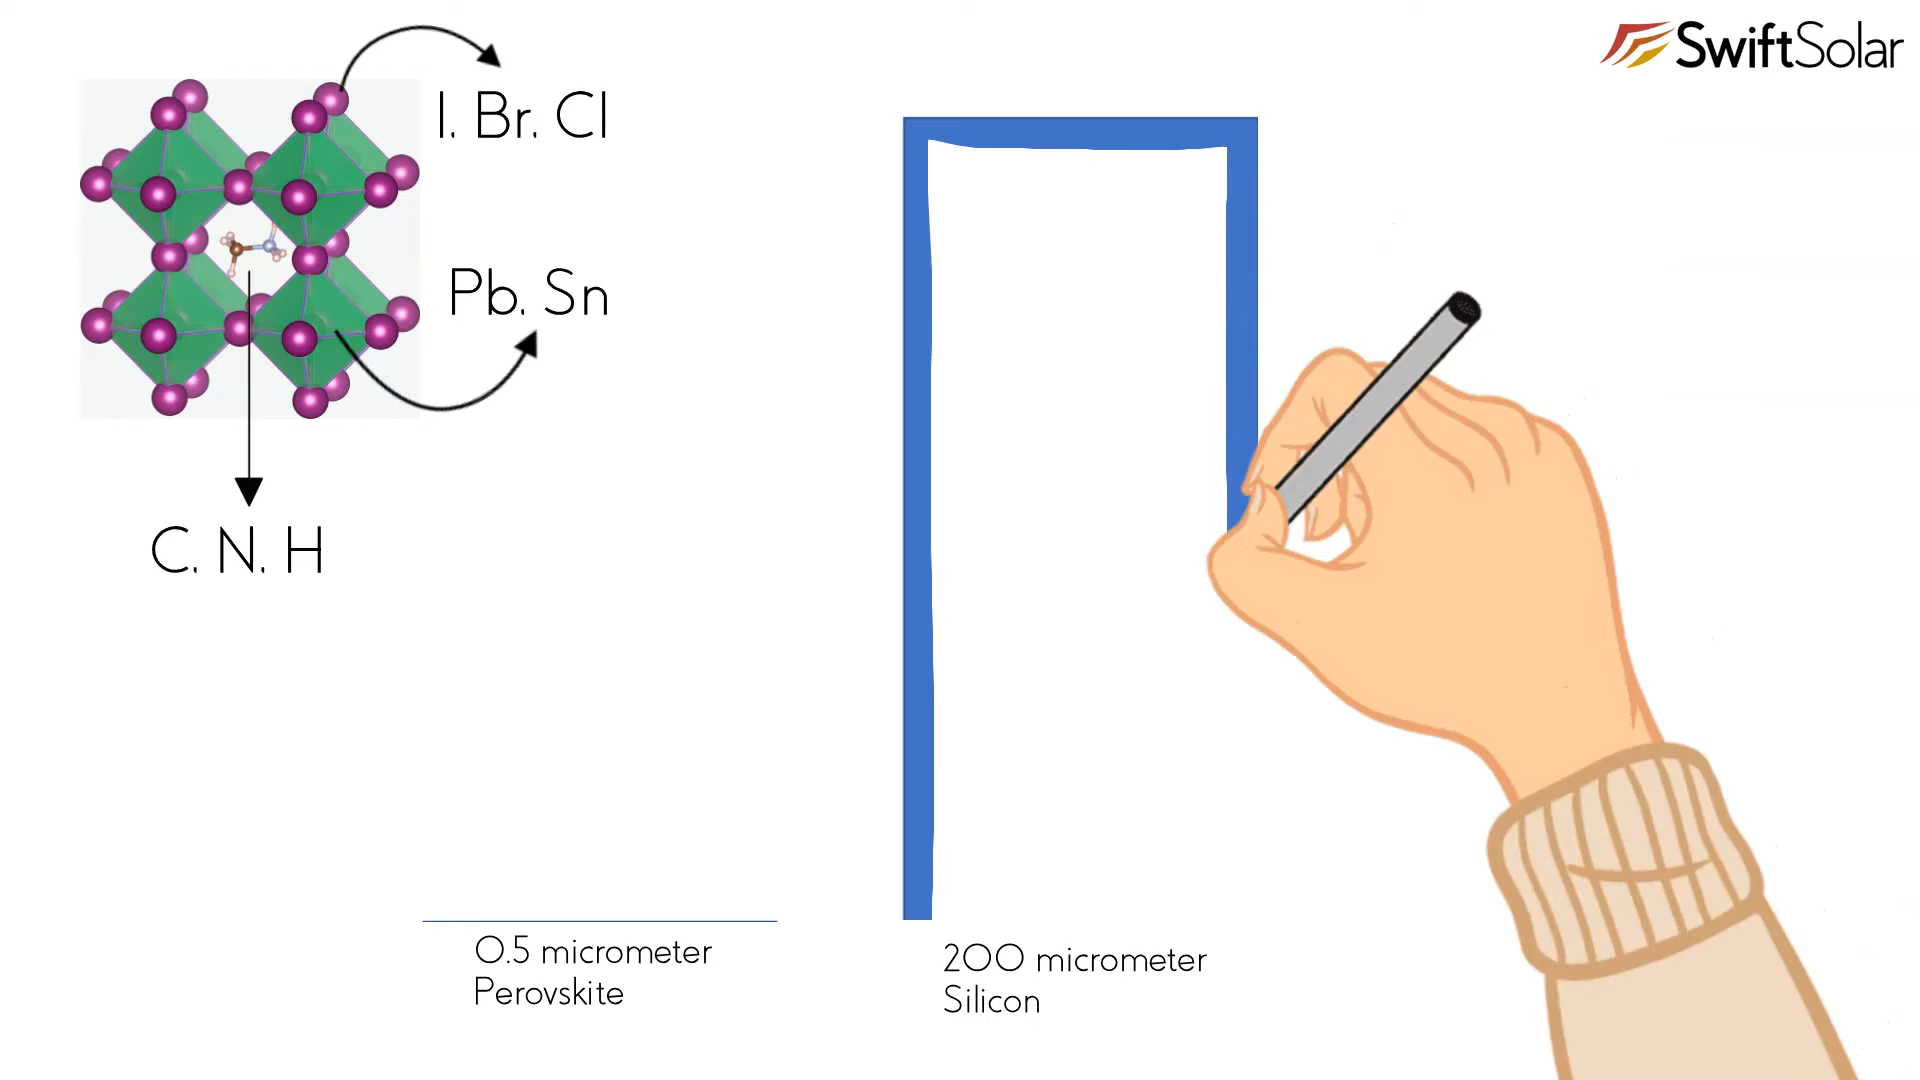 SwiftSolar
I. Br. Cl
Pb. Sn
C. N. H
0.5 micrometer
Perovskite
200 micrometer
Silicon